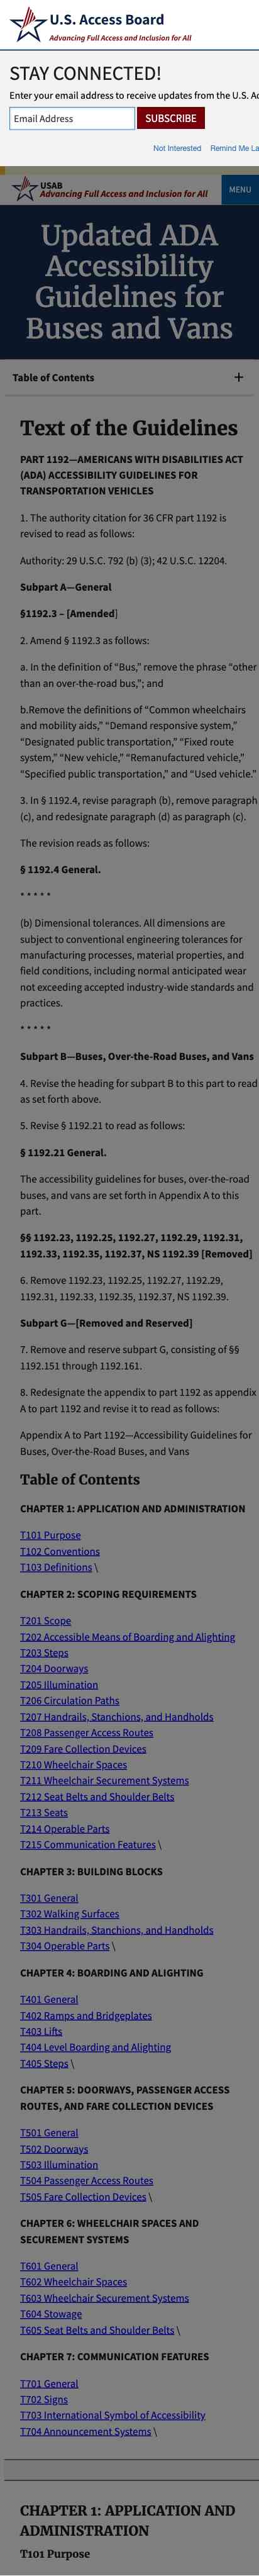 U.S. Access Board
Advancing Full Access and Inclusion for All
STAY CONNECTED!
Enter your email address to receive updates from the U.S. Ac
Email Address
SUBSCRIBE
Not Interested Remind Me La
USAB
Advancing Full Access and Inclusion for All
MENU
Updated ADA
Accessibility
Guidelines for
Buses and Vans
Table of Contents +
Text of the Guidelines
PART 1192—AMERICANS WITH DISABILITIES ACT
(ADA) ACCESSIBILITY GUIDELINES FOR
TRANSPORTATION VEHICLES
1. The authority citation for 36 CFR part 1192 is
revised to read as follows:
Authority: 29 U.S.C. 792 (b) (3); 42 U.S.C. 12204.
Subpart A—General
§1192.3 – [Amended]
2. Amend § 1192.3 as follows:
a. In the definition of “Bus,” remove the phrase “other
than an over-the-road bus,”; and
b.Remove the definitions of “Common wheelchairs
and mobility aids,” “Demand responsive system,”
“Designated public transportation,” “Fixed route
system,” “New vehicle,” “Remanufactured vehicle,”
“Specified public transportation,” and “Used vehicle.”
3. In § 1192.4, revise paragraph (b), remove paragraph
(c), and redesignate paragraph (d) as paragraph (c).
The revision reads as follows:
§ 1192.4 General.
* * * * *
(b) Dimensional tolerances. All dimensions are
subject to conventional engineering tolerances for
manufacturing processes, material properties, and
field conditions, including normal anticipated wear
not exceeding accepted industry-wide standards and
practices.
* * * * *
Subpart B—Buses, Over-the-Road Buses, and Vans
4. Revise the heading for subpart B to this part to read
as set forth above.
5. Revise § 1192.21 to read as follows:
§ 1192.21 General.
The accessibility guidelines for buses, over-the-road
buses, and vans are set forth in Appendix A to this
part.
§§ 1192.23, 1192.25, 1192.27, 1192.29, 1192.31,
1192.33, 1192.35, 1192.37, NS 1192.39 [Removed]
6. Remove 1192.23, 1192.25, 1192.27, 1192.29,
1192.31, 1192.33, 1192.35, 1192.37, NS 1192.39.
Subpart G—[Removed and Reserved]
7. Remove and reserve subpart G, consisting of §§
1192.151 through 1192.161.
8. Redesignate the appendix to part 1192 as appendix
A to part 1192 and revise it to read as follows:
Appendix A to Part 1192—Accessibility Guidelines for
Buses, Over-the-Road Buses, and Vans
Table of Contents
CHAPTER 1: APPLICATION AND ADMINISTRATION
T101 Purpose
T102 Conventions
T103 Definitions \
CHAPTER 2: SCOPING REQUIREMENTS
T201 Scope
T202 Accessible Means of Boarding and Alighting
T203 Steps
T204 Doorways
T205 Illumination
T206 Circulation Paths
T207 Handrails, Stanchions, and Handholds
T208 Passenger Access Routes
T209 Fare Collection Devices
T210 Wheelchair Spaces
T211 Wheelchair Securement Systems
T212 Seat Belts and Shoulder Belts
T213 Seats
T214 Operable Parts
T215 Communication Features \
CHAPTER 3: BUILDING BLOCKS
T301 General
T302 Walking Surfaces
T303 Handrails, Stanchions, and Handholds
T304 Operable Parts \
CHAPTER 4: BOARDING AND ALIGHTING
T401 General
T402 Ramps and Bridgeplates
T403 Lifts
T404 Level Boarding and Alighting
T405 Steps \
CHAPTER 5: DOORWAYS, PASSENGER ACCESS
ROUTES, AND FARE COLLECTION DEVICES
T501 General
T502 Doorways
T503 Illumination
T504 Passenger Access Routes
T505 Fare Collection Devices \
CHAPTER 6: WHEELCHAIR SPACES AND
SECUREMENT SYSTEMS
T601 General
T602 Wheelchair Spaces
T603 Wheelchair Securement Systems
T604 Stowage
T605 Seat Belts and Shoulder Belts \
CHAPTER 7: COMMUNICATION FEATURES
T701 General
T702 Signs
T703 International Symbol of Accessibility
T704 Announcement Systems \
CHAPTER 1: APPLICATION AND
ADMINISTRATION
T101 Purpose